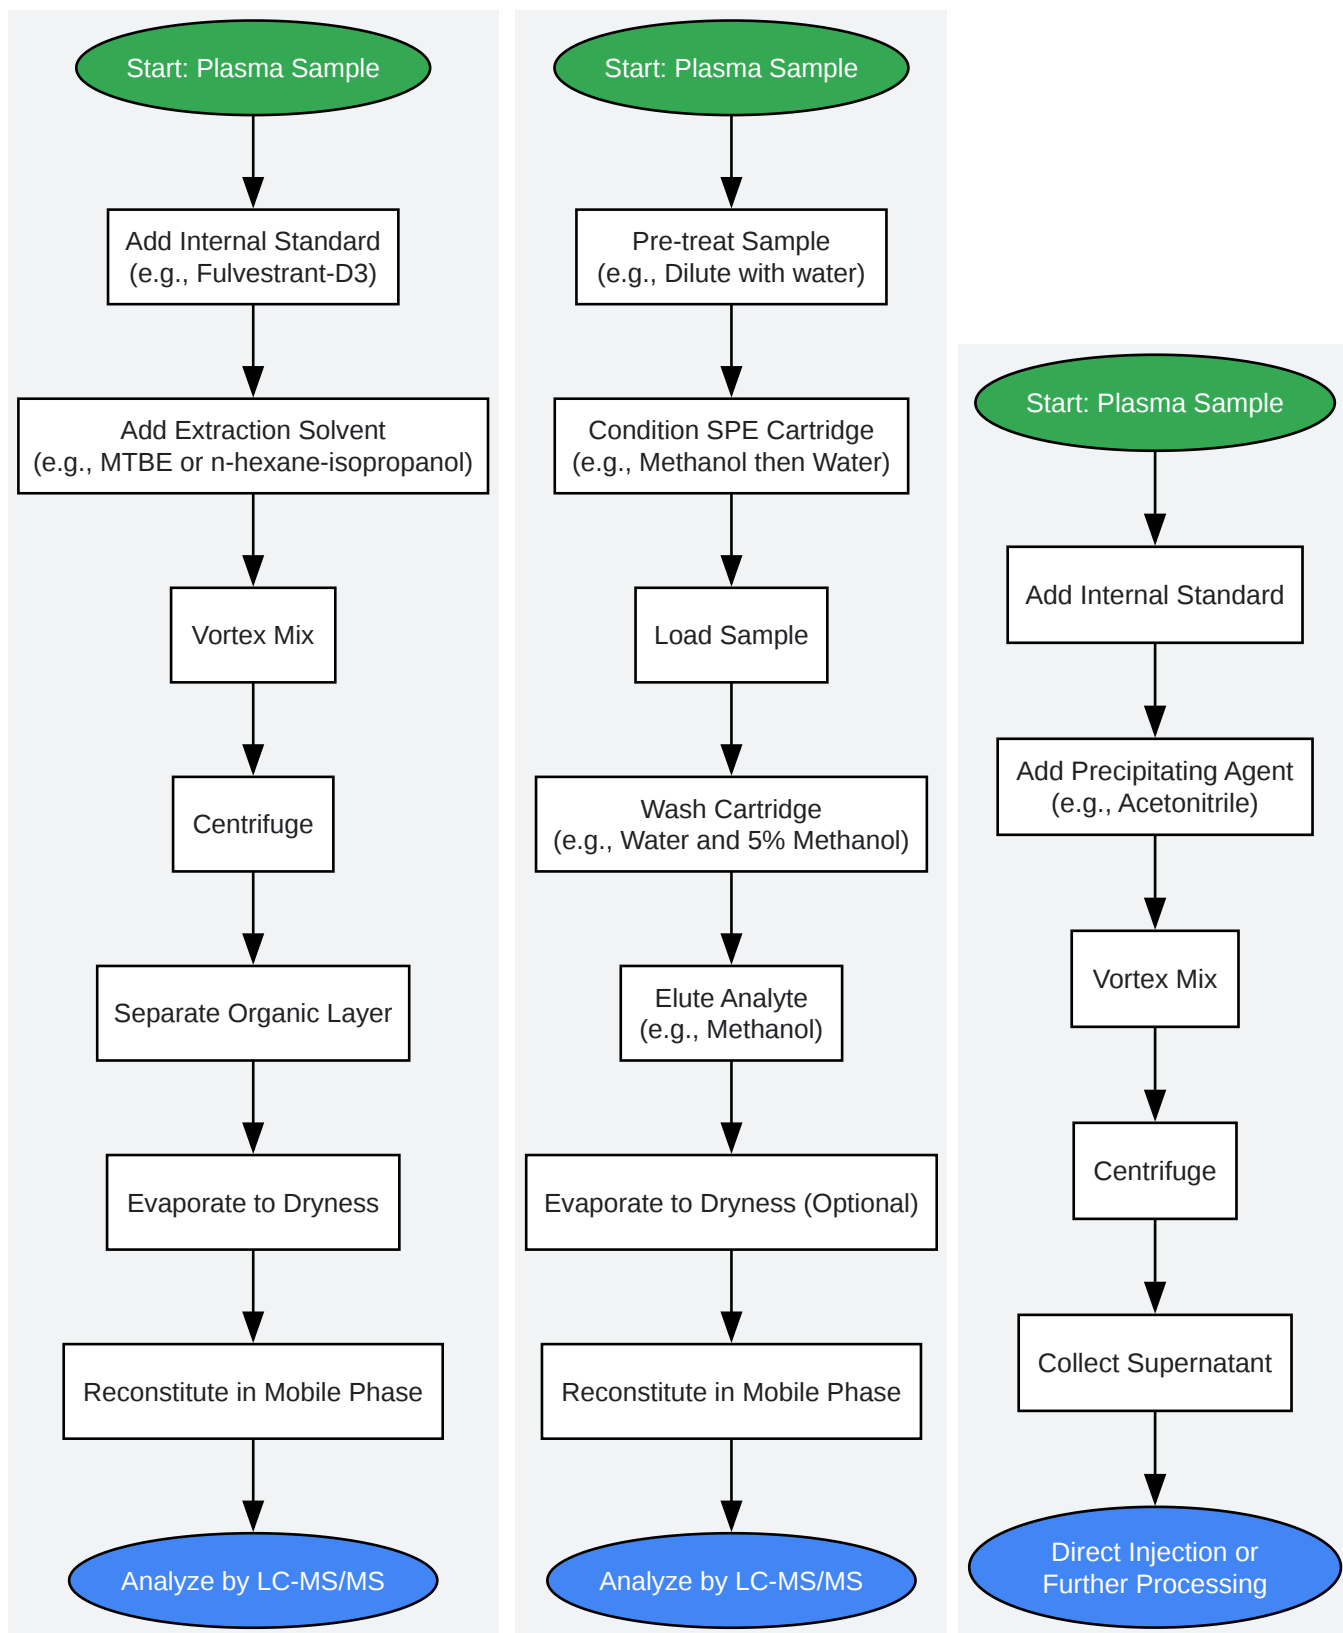 Start: Plasma Sample
Add Internal Standard
(e.g., Fulvestrant-D3)
Add Extraction Solvent
(e.g., MTBE or n-hexane-isopropanol)
Vortex Mix
Centrifuge
Separate Organic Layer
Evaporate to Dryness
Reconstitute in Mobile Phase
Analyze by LC-MS/MS
Start: Plasma Sample
Pre-treat Sample
(e.g., Dilute with water)
Condition SPE Cartridge
(e.g., Methanol then Water)
Load Sample
Wash Cartridge
(e.g., Water and 5% Methanol)
Elute Analyte
(e.g., Methanol)
Evaporate to Dryness (Optional)
Reconstitute in Mobile Phase
Analyze by LC-MS/MS
Start: Plasma Sample
Add Internal Standard
Add Precipitating Agent
(e.g., Acetonitrile)
Vortex Mix
Centrifuge
Collect Supernatant
Direct Injection or
Further Processing